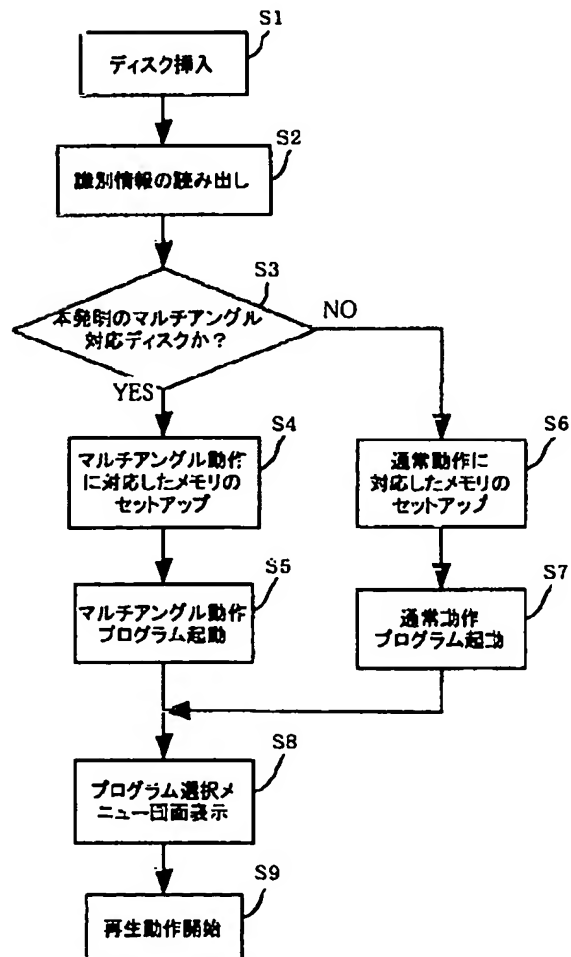 S1
ディスク挿入
S2
識別情報の読み出し
S3
本発明のマルチアングル
対応ディスクか？
NO
YES
S4
マルチアングル動作
に対応したメモリの
セットアップ
S6
通常動作に
対応したメモリの
セットアップ
S5
マルチアングル動作
プログラム起動
S7
通常動作
プログラム起動
S8
プログラム選択メ
ニュー画面表示
S9
再生動作開始